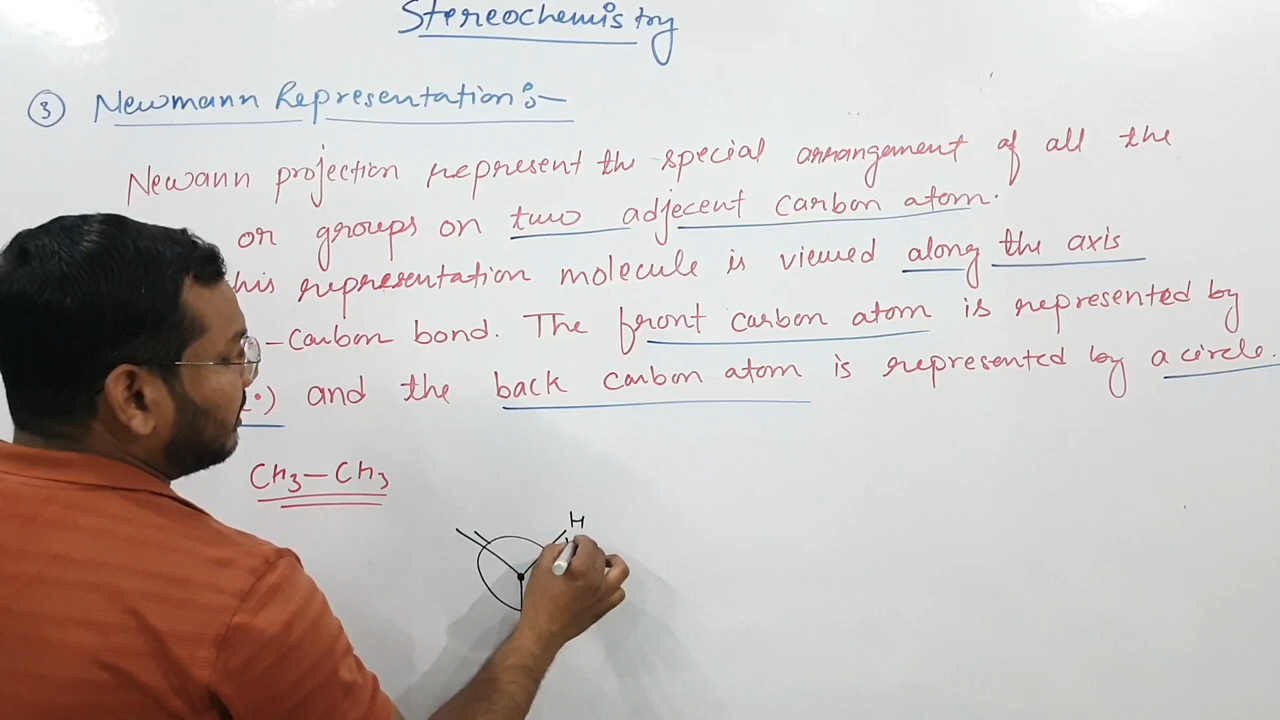 Stereochemistry
③ Newmann Representation :-
Newann projection represent the special arrangement of all the
or groups on two adjecent carbon atom.
his representation molecule is viewed along the axis
-Carbon bond. The front carbon atom is represented by
(•) and the back carbon atom is represented by a circle.
CH3-CH3
H